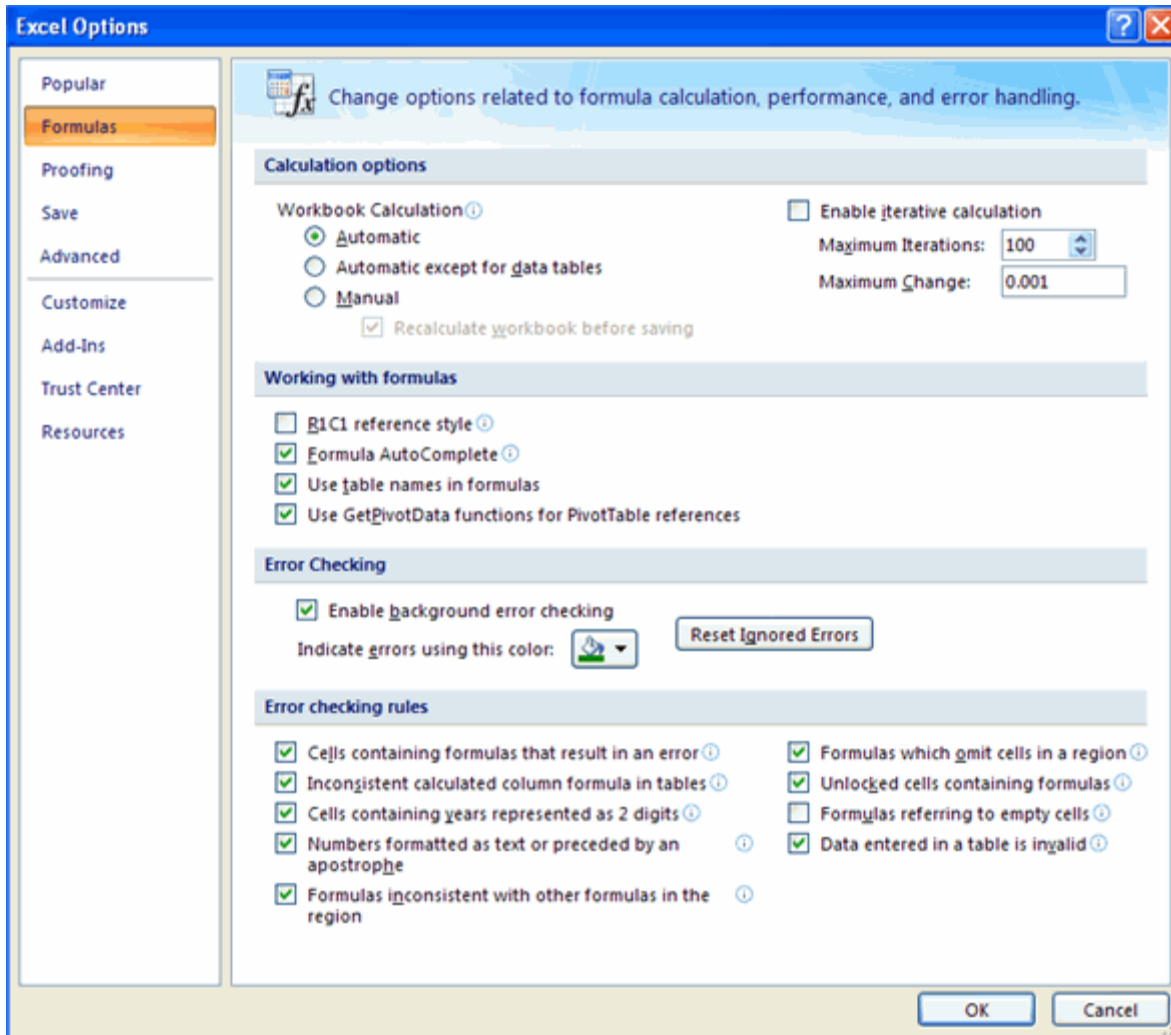 Excel Options
Popular
Formulas
Proofing
Save
Advanced
Customize
Add-Ins
Trust Center
Resources
Change options related to formula calculation, performance, and error handling.
Calculation options
Workbook Calculation
Automatic
Automatic except for data tables
Manual
Recalculate workbook before saving
Enable iterative calculation
Maximum Iterations: 100
Maximum Change: 0.001
Working with formulas
R1C1 reference style
Formula AutoComplete
Use table names in formulas
Use GetPivotData functions for PivotTable references
Error Checking
Enable background error checking
Indicate errors using this color:
Reset Ignored Errors
Error checking rules
Cells containing formulas that result in an error
Inconsistent calculated column formula in tables
Cells containing years represented as 2 digits
Numbers formatted as text or preceded by an
apostrophe
Formulas inconsistent with other formulas in the
region
Formulas which omit cells in a region
Unlocked cells containing formulas
Formulas referring to empty cells
Data entered in a table is invalid
OK
Cancel